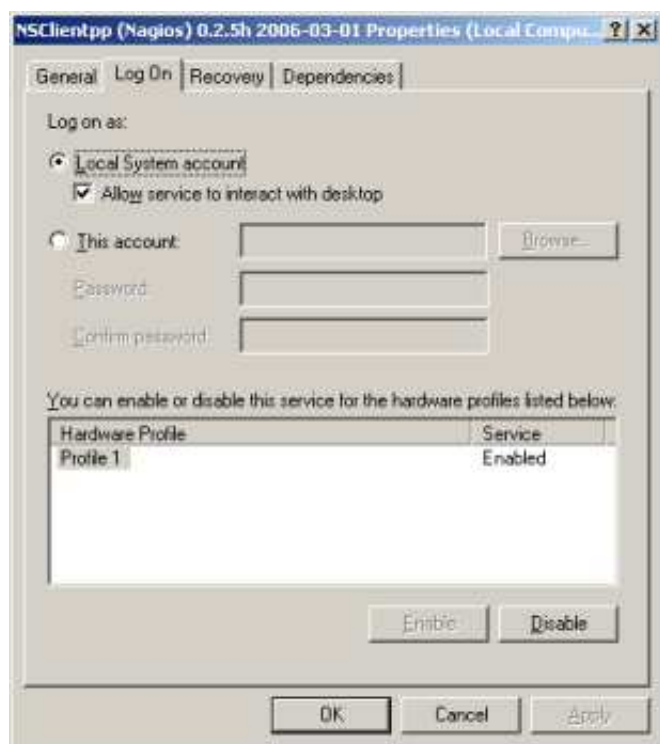 NSClientpp (Nagios) 0.2.5h 2006-03-01 Properties (Local Compu...
General Log On Recovery Dependencies
Log on as:
Local System account
Allow service to interact with desktop
This account: Browse...
Password:
Confirm password:
You can enable or disable this service for the hardware profiles listed below:
Hardware Profile Service
Profile 1 Enabled
Enable Disable
OK Cancel Apply